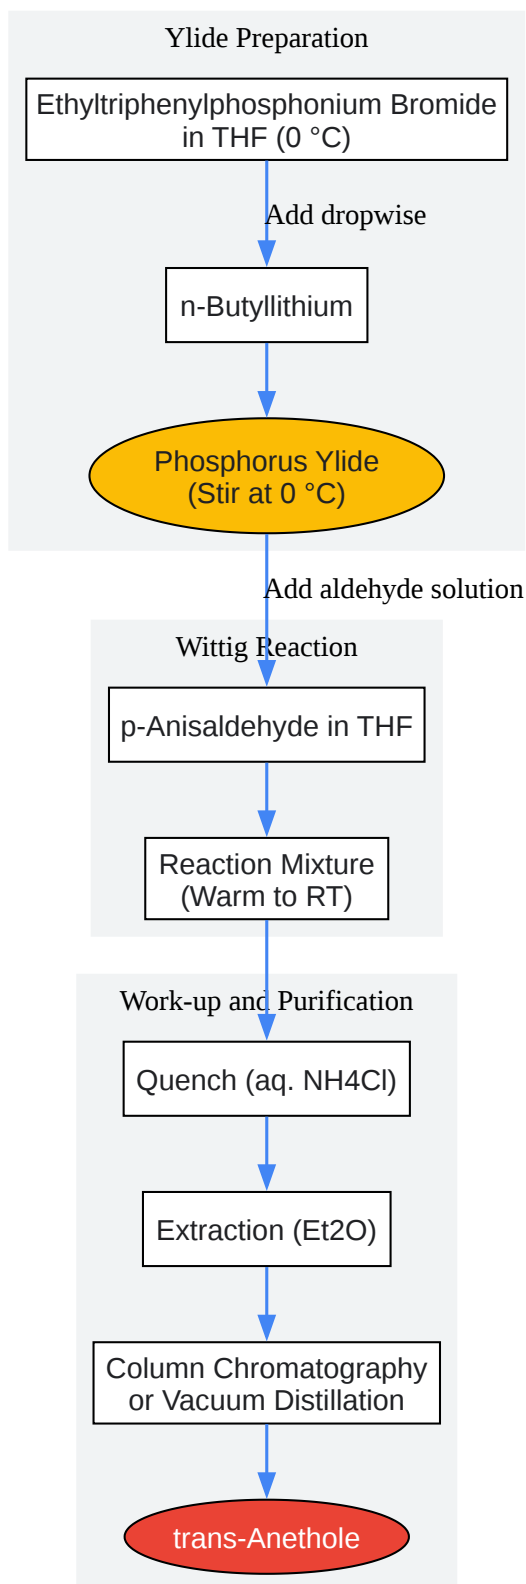 Ylide Preparation
Ethyltriphenylphosphonium Bromide
in THF (0 °C)
Add dropwise
n-Butyllithium
Phosphorus Ylide
(Stir at 0 °C)
Add aldehyde solution
Wittig Reaction
p-Anisaldehyde in THF
Reaction Mixture
(Warm to RT)
Work-up and Purification
Quench (aq. NH4Cl)
Extraction (Et2O)
Column Chromatography
or Vacuum Distillation
trans-Anethole